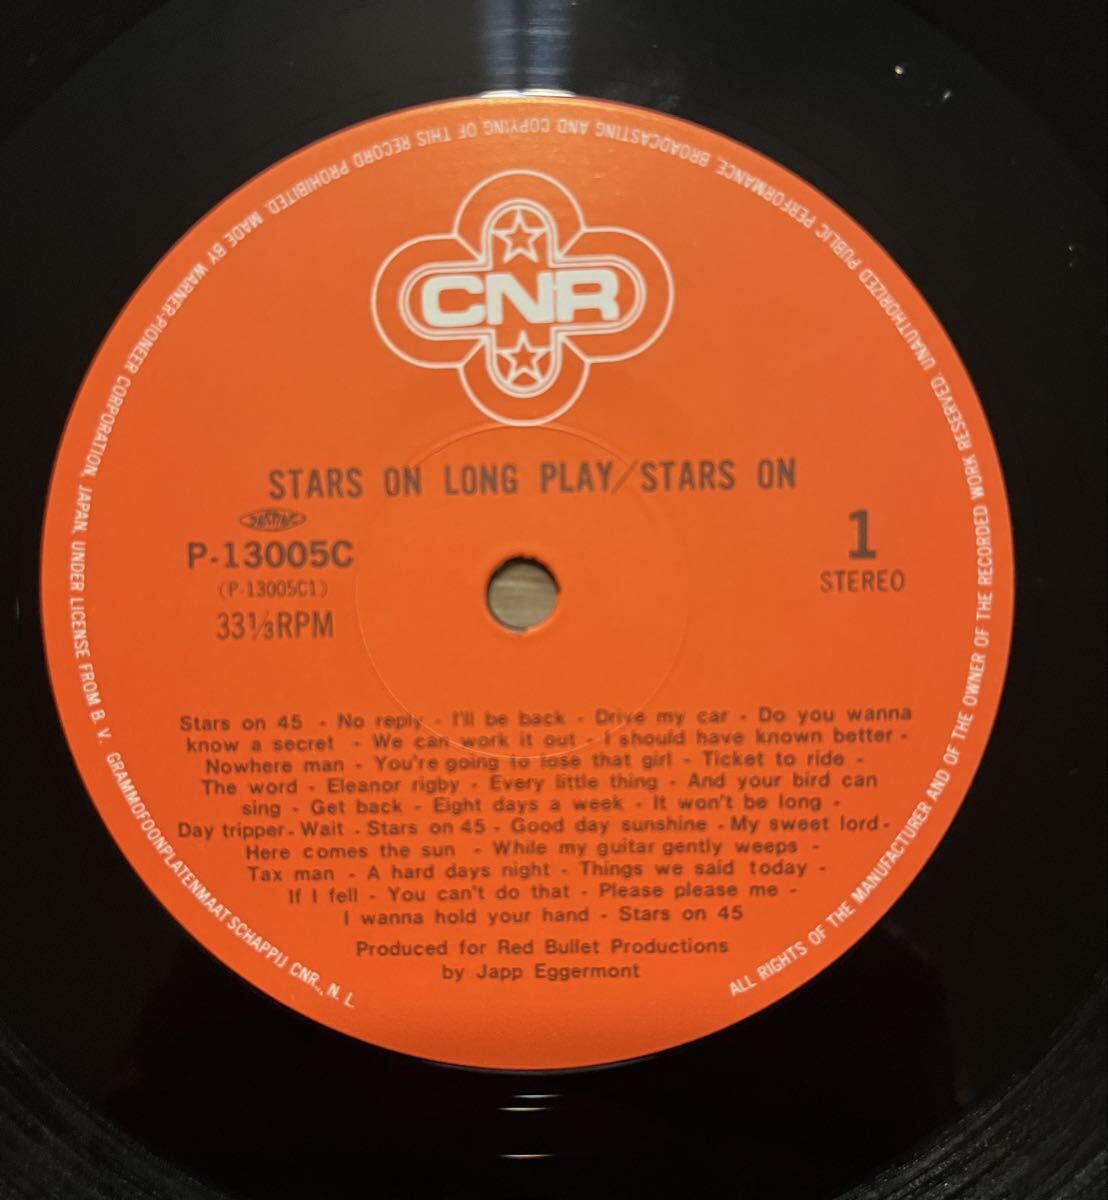 CNR
STARS ON LONG PLAY/STARS ON
JASRAC
P-13005C
(P-13005C1)
33⅓RPM
1
STEREO
Stars on 45 - No reply - I'll be back - Drive my car - Do you wanna
know a secret - We can work it out - I should have known better -
Nowhere man - You're going to lose that girl - Ticket to ride -
The word - Eleanor rigby - Every little thing - And your bird can
sing - Get back - Eight days a week - It won't be long -
Day tripper - Wait - Stars on 45 - Good day sunshine - My sweet lord -
Here comes the sun - While my guitar gently weeps -
Tax man - A hard days night - Things we said today -
If I fell - You can't do that - Please please me -
I wanna hold your hand - Stars on 45
Produced for Red Bullet Productions
by Japp Eggermont
ALL RIGHTS OF THE MANUFACTURER AND OF THE OWNER OF THE RECORDED WORK RESERVED. UNAUTHORIZED PUBLIC PERFORMANCE, BROADCASTING AND COPYING OF THIS RECORD PROHIBITED. MADE BY WARNER-PIONEER CORPORATION, JAPAN. UNDER LICENSE FROM B. V. GRAMMOFOONPLATENMAATSCHAPPIJ CNR., N. L.